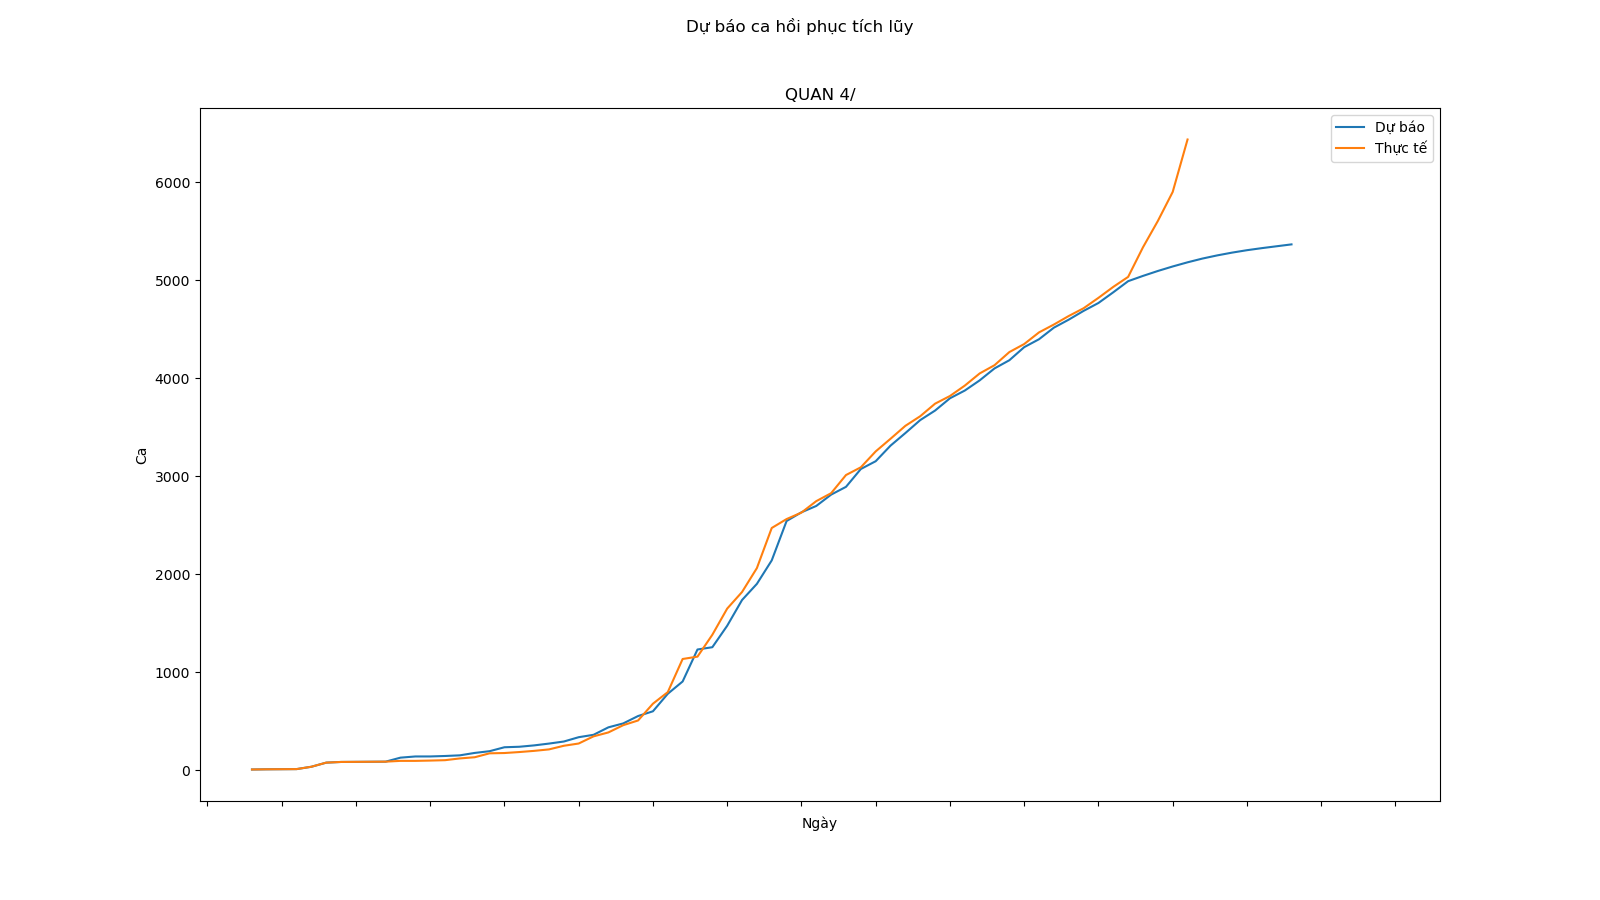 Dự báo ca hồi phục tích lũy
QUAN 4/
Dự báo
Thực tế
6000
5000
4000
3000
2000
1000
0
Ca
Ngày